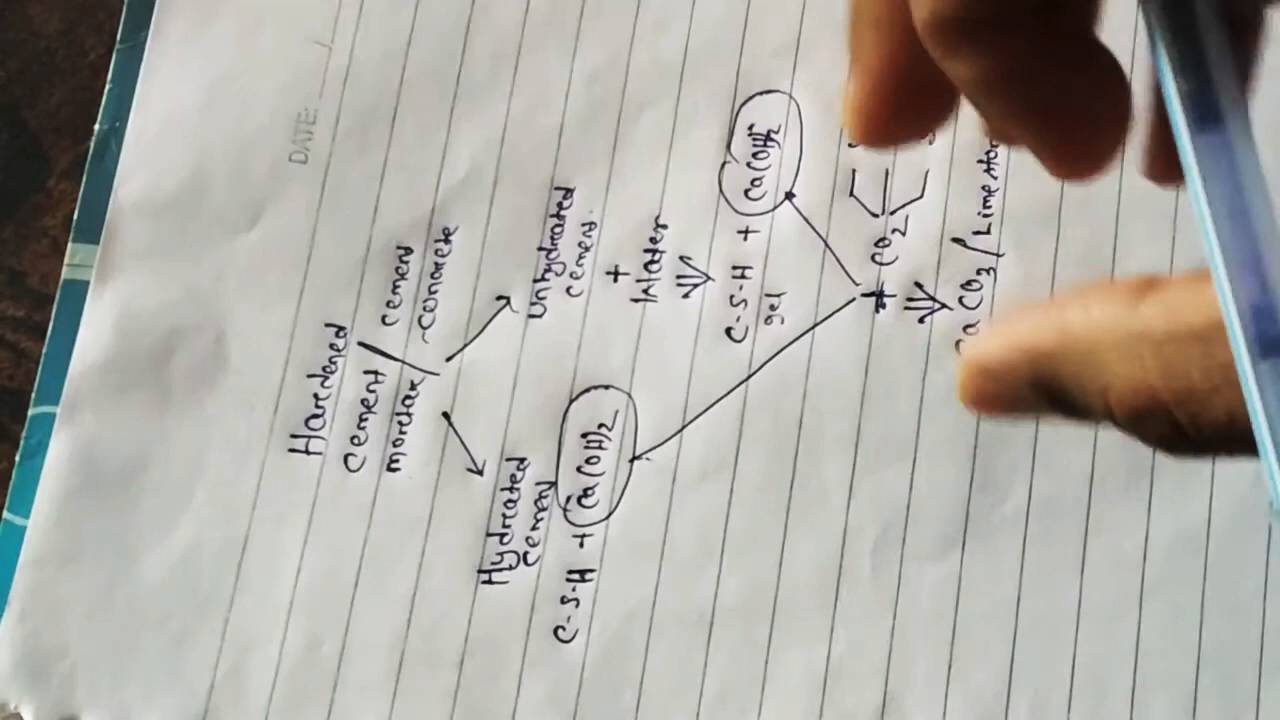 DATE:
Hardened
cement / cement
mortar / concrete
Hydrated
cement
C-S-H + Ca(OH)2
Unhydrated
cement.
+
Water
⇓
C-S-H + Ca(OH)2
gel
+ CO2
⇓
CaCO3 /